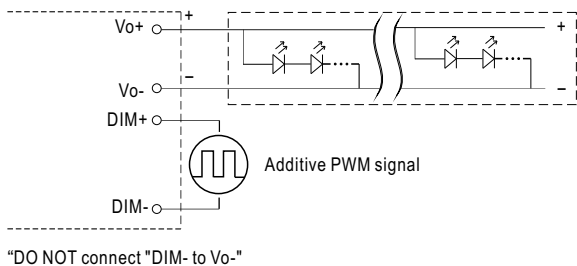 Vo+
+
+
−
−
Vo-
DIM+
Additive PWM signal
DIM-
“DO NOT connect "DIM- to Vo-"